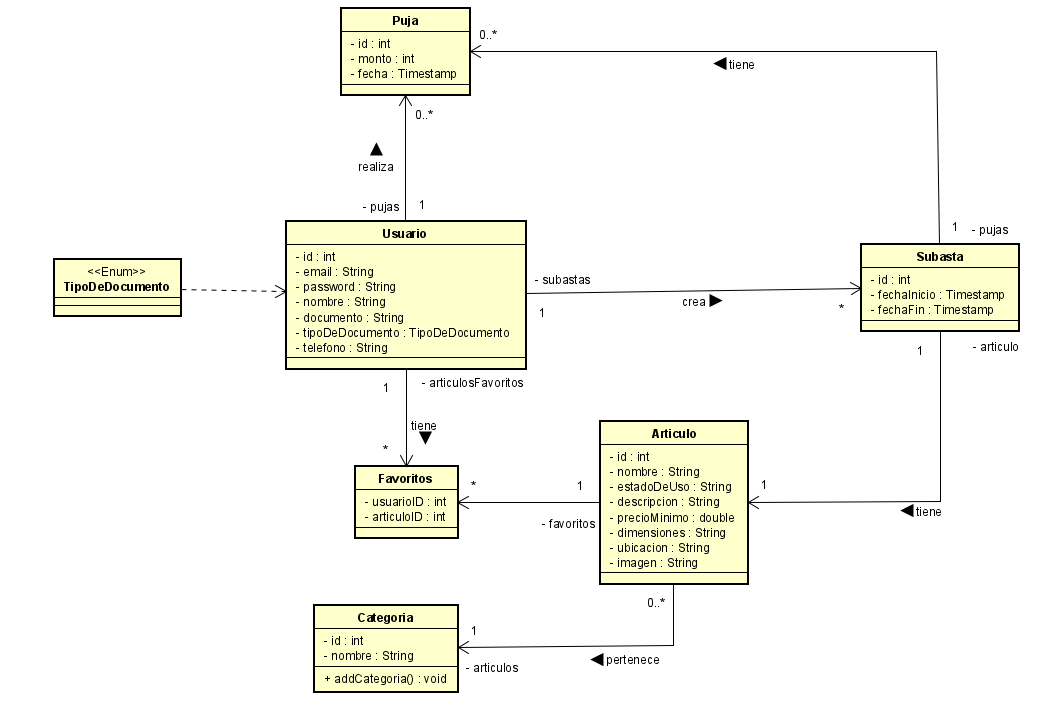 Puja
- id : int
- monto : int
- fecha : Timestamp
0..*
tiene
0..*
realiza
- pujas
1
Usuario
- id : int
- email : String
- password : String
- nombre : String
- documento : String
- tipoDeDocumento : TipoDeDocumento
- telefono : String
<<Enum>>
TipoDeDocumento
- subastas
1
crea
*
1
- pujas
Subasta
- id : int
- fechaInicio : Timestamp
- fechaFin : Timestamp
1
- articulo
1
- articulosFavoritos
tiene
*
Favoritos
- usuarioID : int
- articuloID : int
*
1
- favoritos
Articulo
- id : int
- nombre : String
- estadoDeUso : String
- descripcion : String
- precioMinimo : double
- dimensiones : String
- ubicacion : String
- imagen : String
1
tiene
0..*
Categoria
- id : int
- nombre : String
+ addCategoria() : void
1
- articulos
pertenece